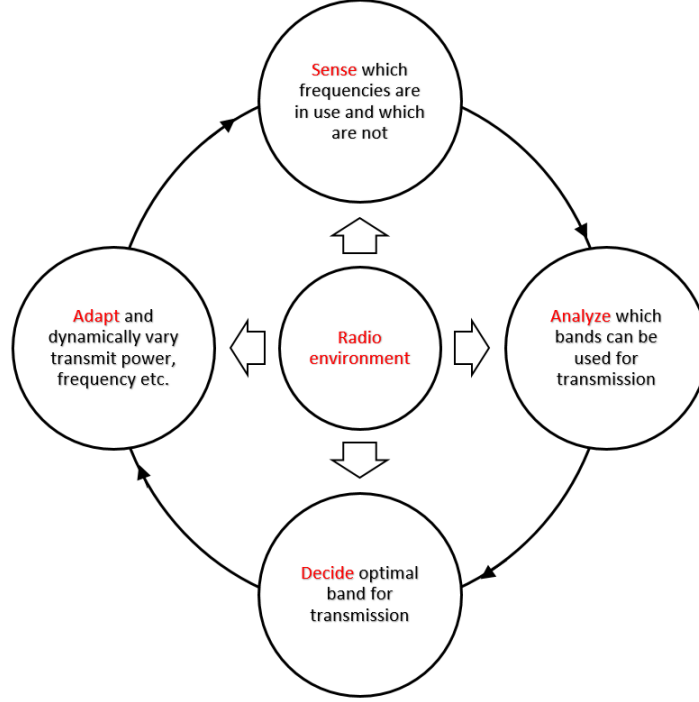 Sense which
frequencies are
in use and which
are not
Adapt and
dynamically vary
transmit power,
frequency etc.
Radio
environment
Analyze which
bands can be
used for
transmission
Decide optimal
band for
transmission